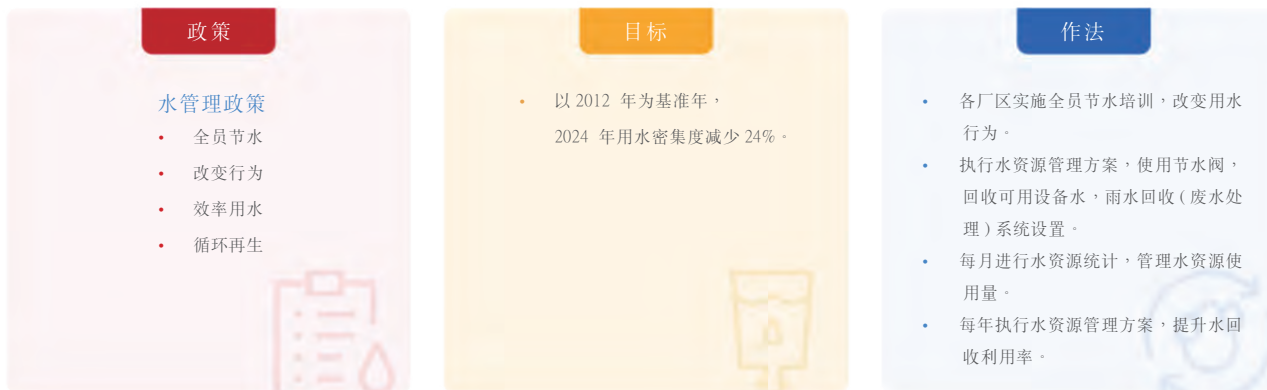 政策
水管理政策
• 全员节水
• 改变行为
• 效率用水
• 循环再生
目标
• 以 2012 年为基准年，
2024 年用水密集度减少 24%。
作法
• 各厂区实施全员节水培训，改变用水
行为。
• 执行水资源管理方案，使用节水阀，
回收可用设备水，雨水回收 ( 废水处
理 ) 系统设置。
• 每月进行水资源统计，管理水资源使
用量。
• 每年执行水资源管理方案，提升水回
收利用率。